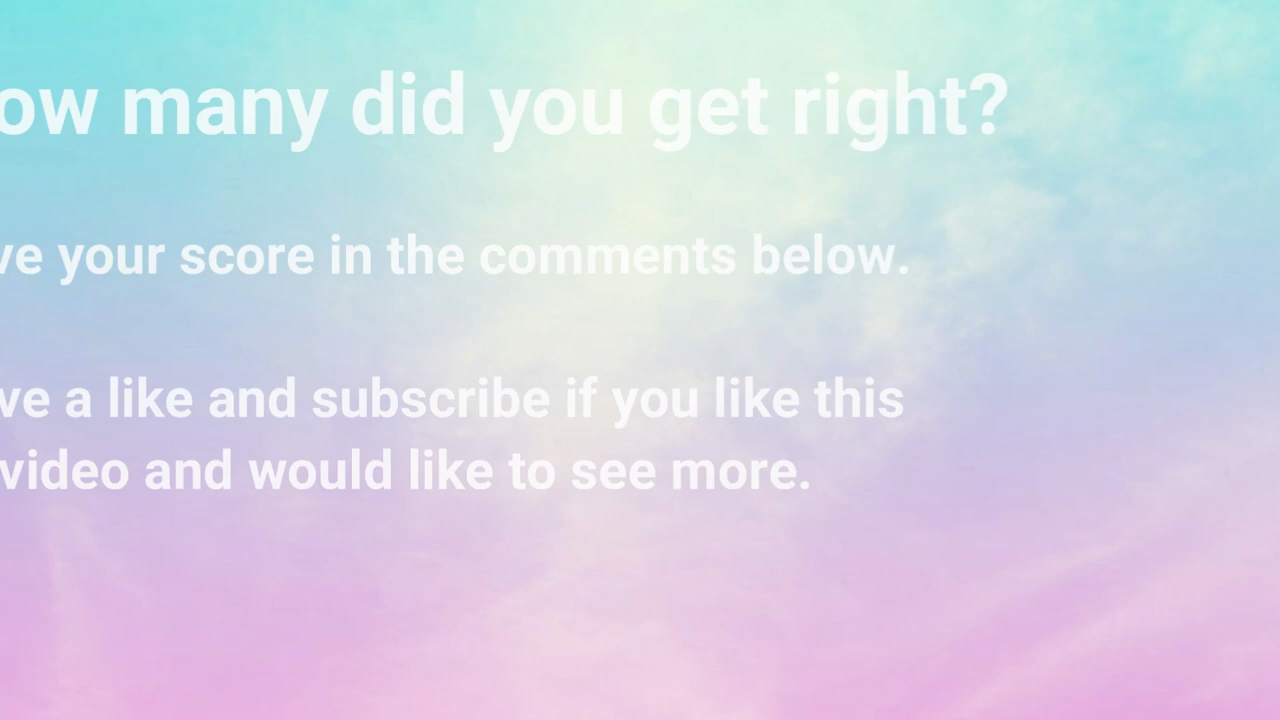 ow many did you get right?
ve your score in the comments below.
ve a like and subscribe if you like this
video and would like to see more.